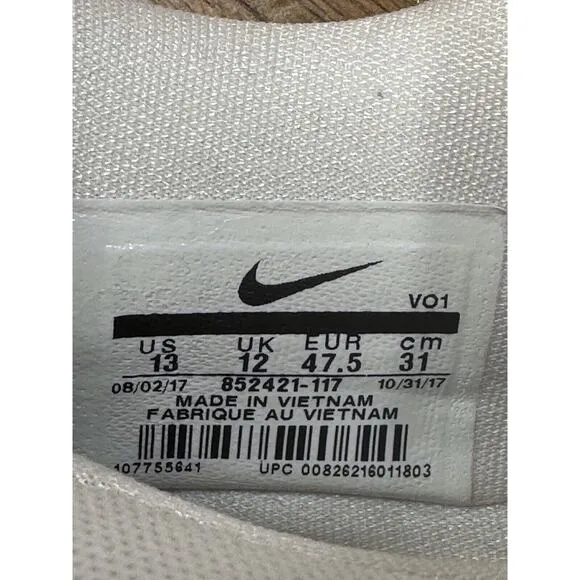 VO1
US UK EUR cm
13 12 47.5 31
08/02/17 852421-117 10/31/17
MADE IN VIETNAM
FABRIQUE AU VIETNAM
107755641 UPC 00826216011803